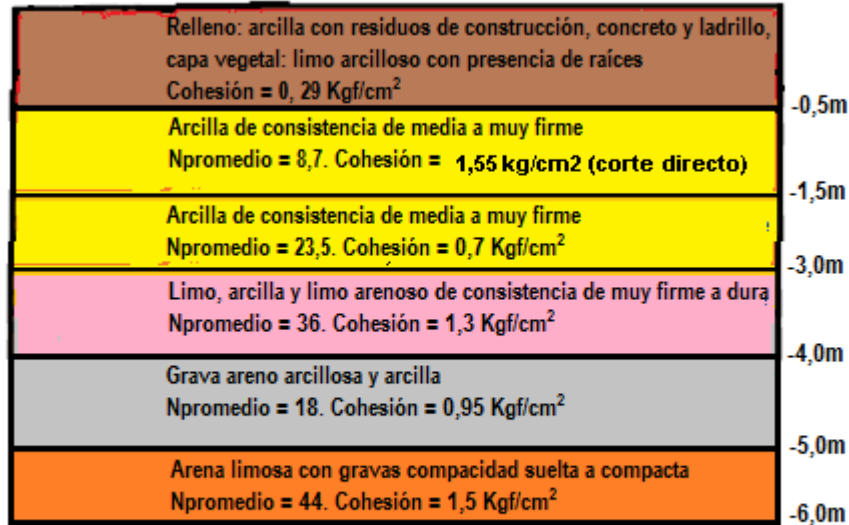 Relleno: arcilla con residuos de construcción, concreto y ladrillo,
capa vegetal: limo arcilloso con presencia de raíces
Cohesión = 0, 29 Kgf/cm²
-0,5m
Arcilla de consistencia de media a muy firme
Npromedio = 8,7. Cohesión = 1,55 kg/cm2 (corte directo)
-1,5m
Arcilla de consistencia de media a muy firme
Npromedio = 23,5. Cohesión = 0,7 Kgf/cm²
-3,0m
Limo, arcilla y limo arenoso de consistencia de muy firme a dura
Npromedio = 36. Cohesión = 1,3 Kgf/cm²
-4,0m
Grava areno arcillosa y arcilla
Npromedio = 18. Cohesión = 0,95 Kgf/cm²
-5,0m
Arena limosa con gravas compacidad suelta a compacta
Npromedio = 44. Cohesión = 1,5 Kgf/cm²
-6,0m